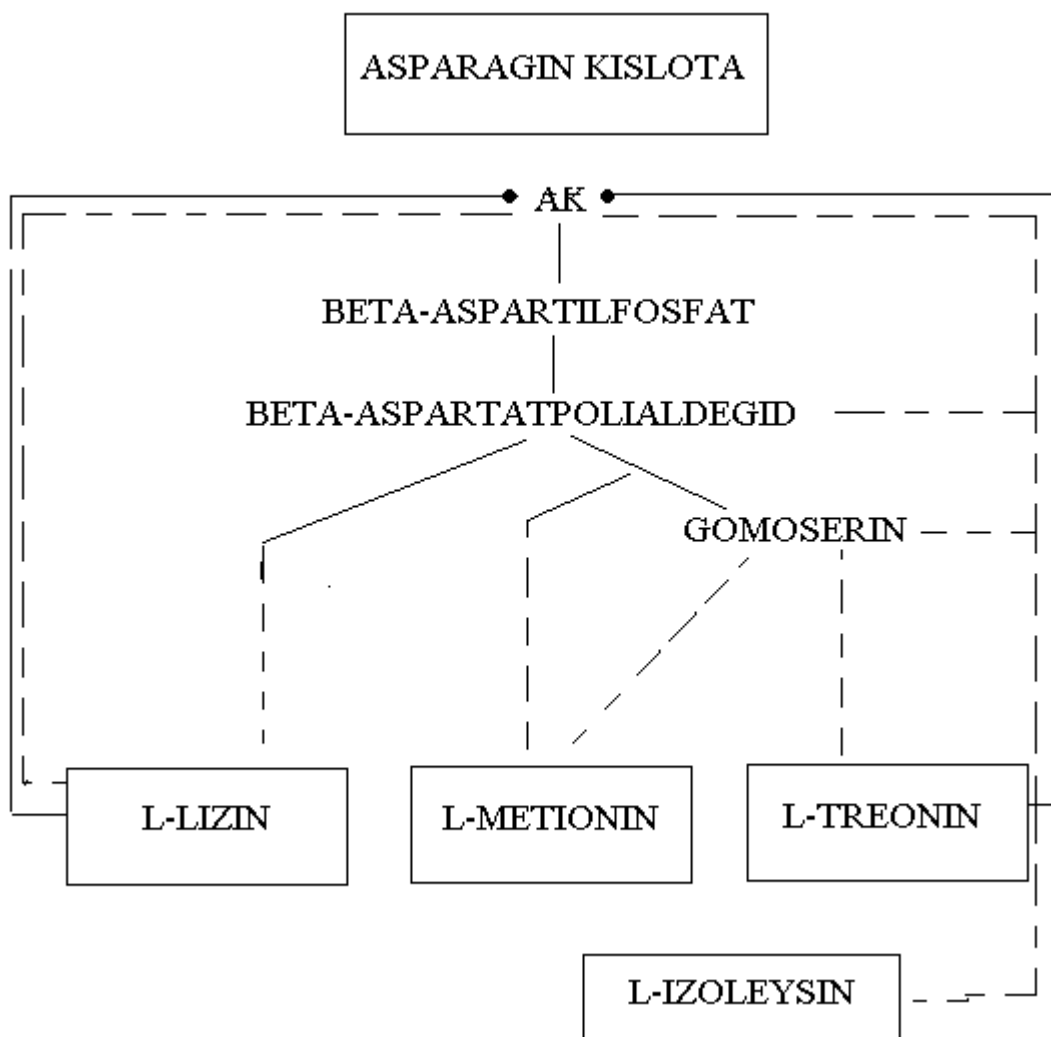 ASPARAGIN KISLOTA
AK
BETA-ASPARTILFOSFAT
BETA-ASPARTATPOLIALDEGID
GOMOSERIN
L-LIZIN
L-METIONIN
L-TREONIN
L-IZOLEYSIN